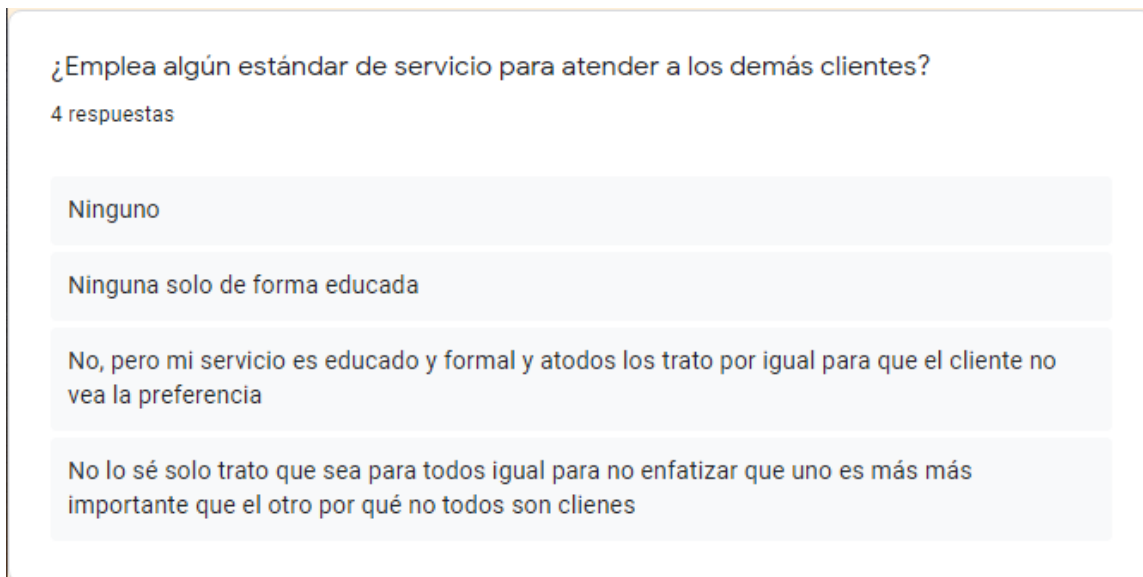 ¿Emplea algún estándar de servicio para atender a los demás clientes?
4 respuestas
Ninguno
Ninguna solo de forma educada
No, pero mi servicio es educado y formal y atodos los trato por igual para que el cliente no
vea la preferencia
No lo sé solo trato que sea para todos igual para no enfatizar que uno es más más
importante que el otro por qué no todos son clienes